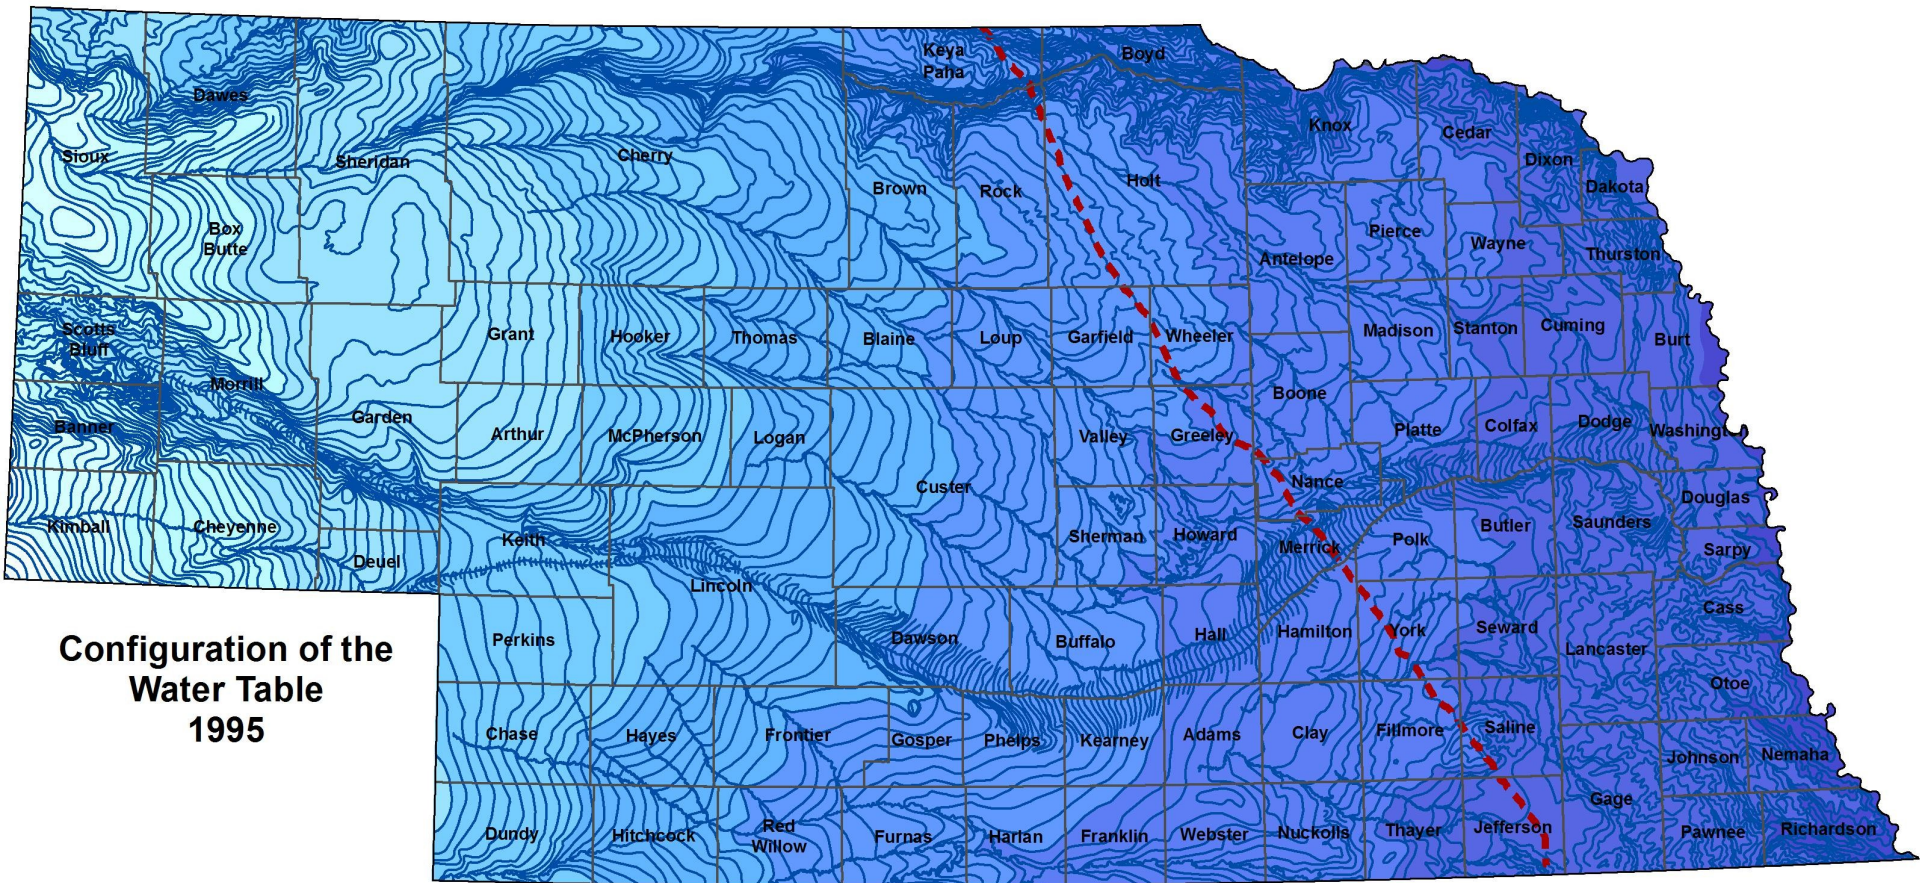 Keya
Paha
Boyd
Dawes
Knox
Cedar
Sioux
Sheridan
Cherry
Dixon
Brown
Rock
Holt
Dakota
Box
Butte
Pierce
Wayne
Antelope
Thurston
Scotts
Bluff
Grant
Hooker
Thomas
Blaine
Loup
Garfield
Wheeler
Madison
Stanton
Cuming
Burt
Morrill
Boone
Banner
Garden
Arthur
McPherson
Logan
Valley
Greeley
Platte
Colfax
Dodge
Washington
Custer
Nance
Douglas
Kimball
Cheyenne
Keith
Sherman
Howard
Merrick
Polk
Butler
Saunders
Sarpy
Deuel
Lincoln
Cass
Perkins
Dawson
Buffalo
Hall
Hamilton
York
Seward
Lancaster
Otoe
Configuration of the
Water Table
1995
Chase
Hayes
Frontier
Gosper
Phelps
Kearney
Adams
Clay
Fillmore
Saline
Johnson
Nemaha
Gage
Dundy
Hitchcock
Red
Willow
Furnas
Harlan
Franklin
Webster
Nuckolls
Thayer
Jefferson
Pawnee
Richardson